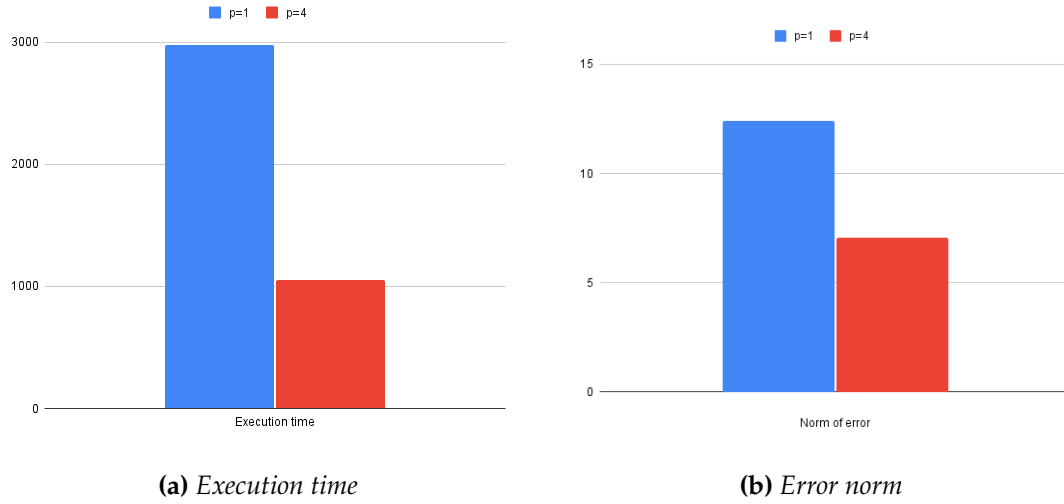 p=1 p=4
3000
2000
1000
0
Execution time
(a) Execution time
p=1 p=4
15
10
5
0
Norm of error
(b) Error norm